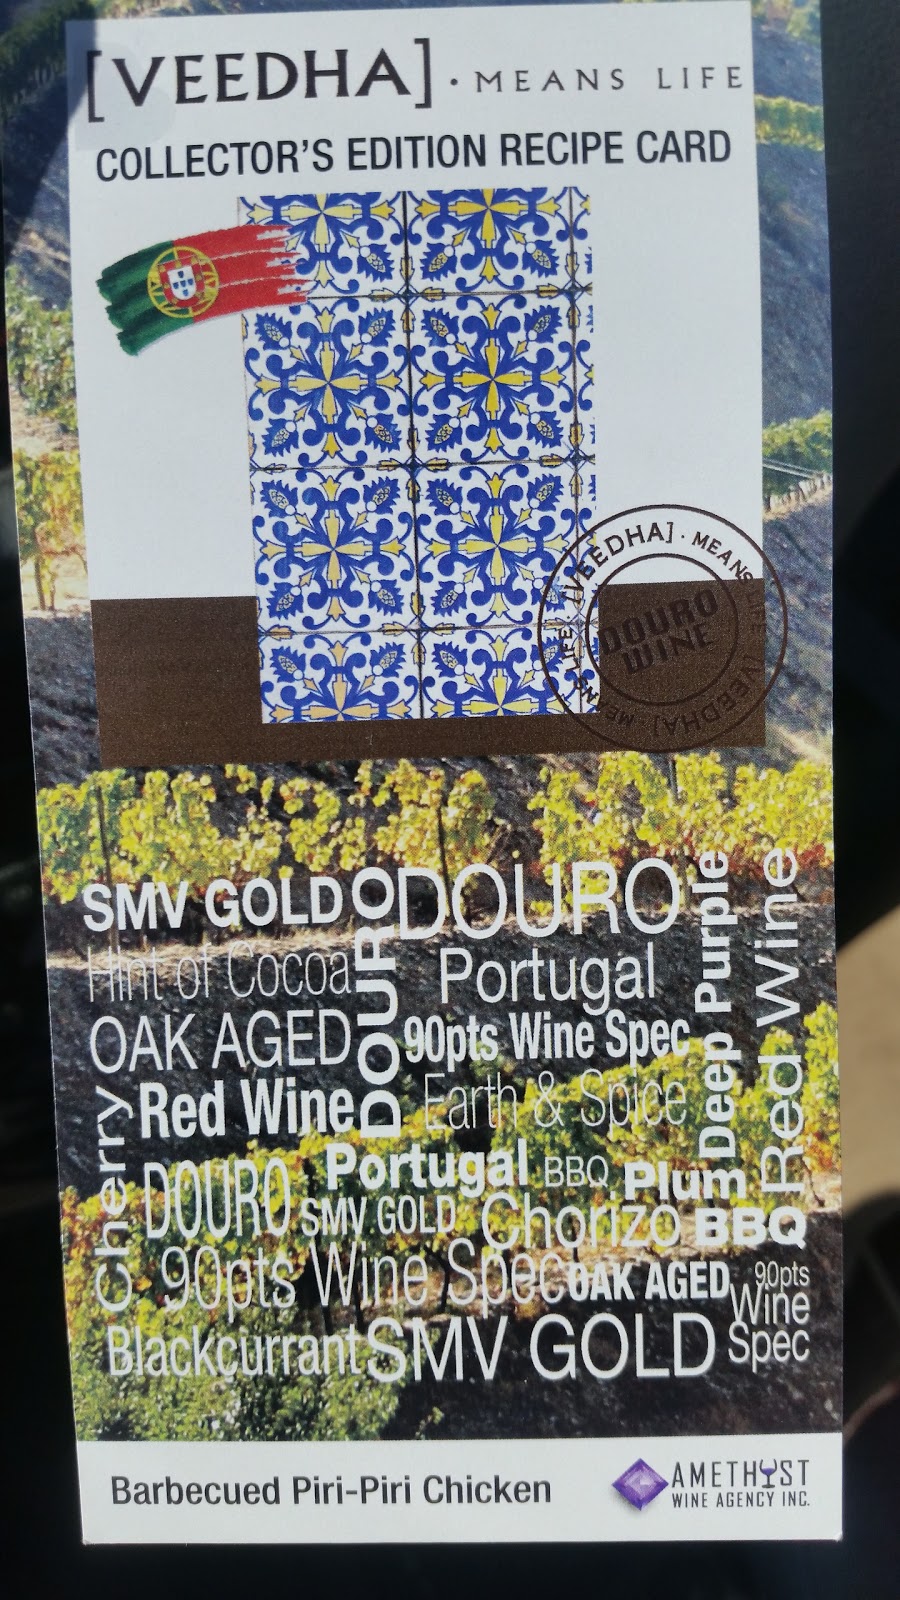 [VEEDHA] · MEANS LIFE
COLLECTOR'S EDITION RECIPE CARD
[VEEDHA] · MEANS LIFE [VEEDHA] · MEANS LIFE
DOURO
WINE
SMV GOLD
DOURO
DOURO
Deep Purple
Red Wine
Hint of Cocoa
Portugal
OAK AGED
90pts Wine Spec
Cherry
Red Wine
Earth & Spice
Portugal
BBQ
Plum
DOURO
SMV GOLD
Chorizo
BBQ
90pts Wine Spec
OAK AGED
90pts
Wine
Spec
Blackcurrant
SMV GOLD
Barbecued Piri-Piri Chicken
AMETHYST
WINE AGENCY INC.